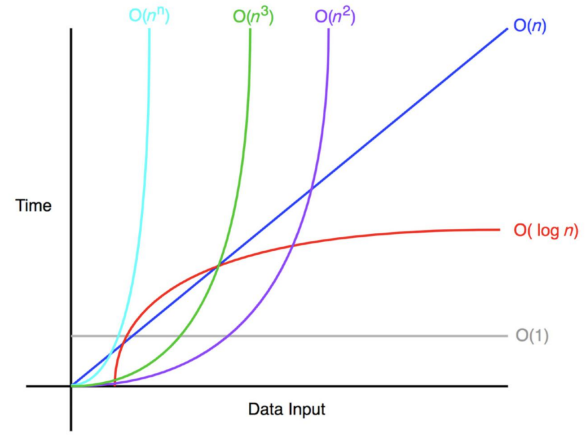 O(nⁿ)
O(n³)
O(n²)
O(n)
Time
O( log n)
O(1)
Data Input